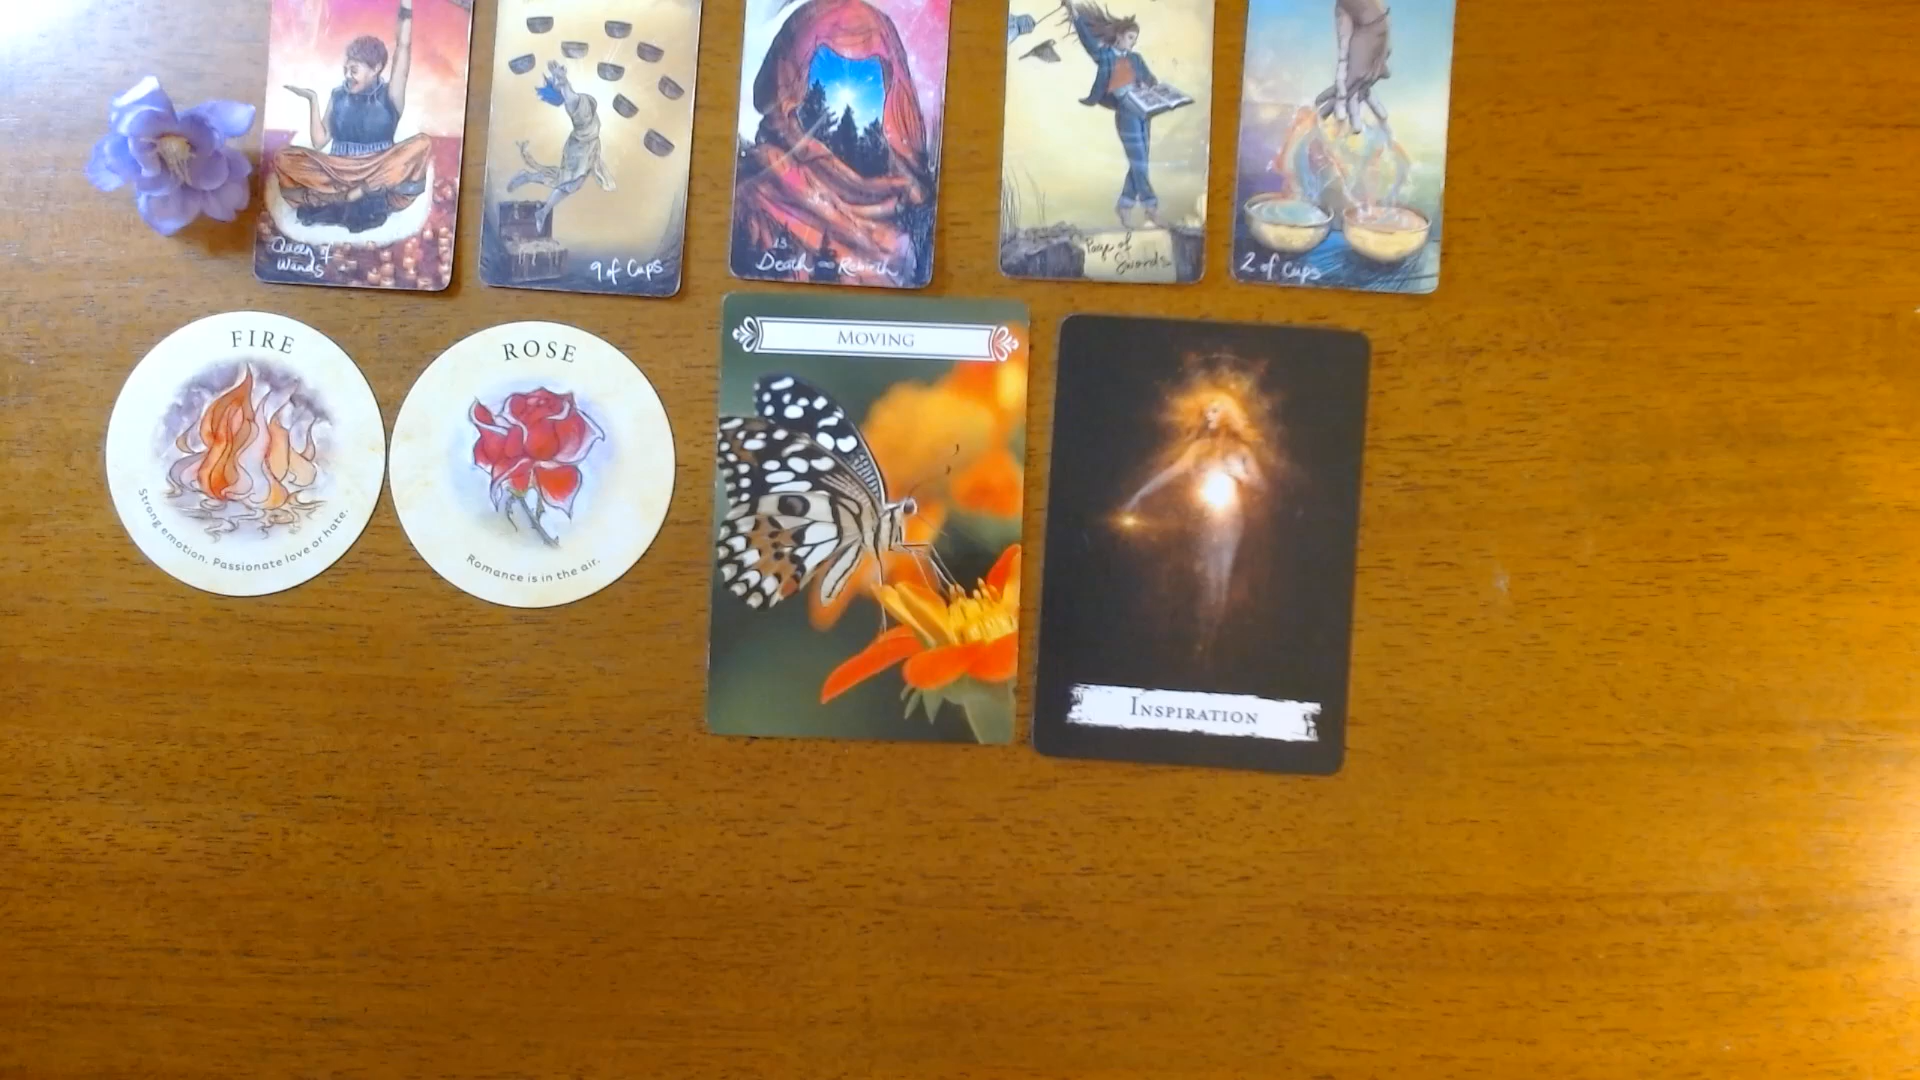 Queen of
Wands
9 of Cups
13
Death ∞ Rebirth
Page of
Swords
2 of Cups
FIRE
Strong emotion. Passionate love or hate.
ROSE
Romance is in the air.
MOVING
INSPIRATION